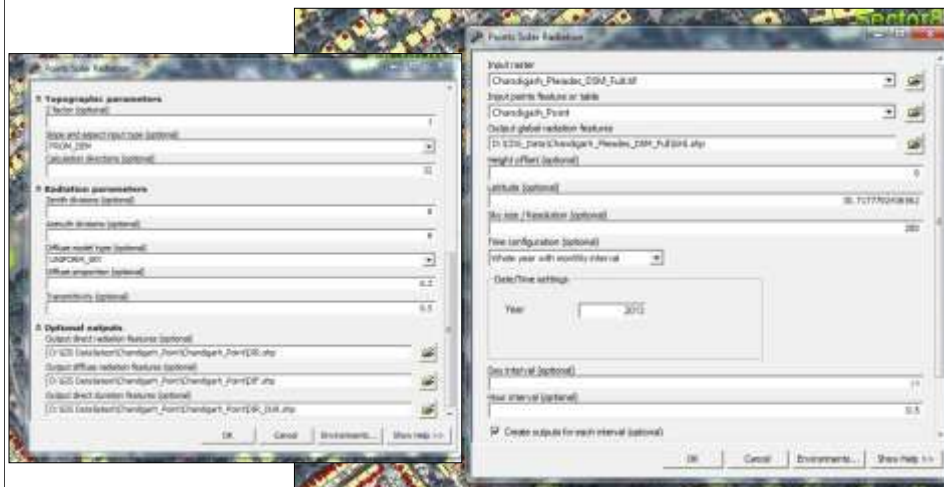 Sector8
Points Solar Radiation
Topographic parameters
Z factor (optional)
1
Slope and aspect input type (optional)
FROM_DEM
Calculation directions (optional)
32
Radiation parameters
Zenith divisions (optional)
8
Azimuth divisions (optional)
8
Diffuse model type (optional)
UNIFORM_SKY
Diffuse proportion (optional)
0.3
Transmittivity (optional)
0.5
Optional outputs
Output direct radiation features (optional)
Output diffuse radiation features (optional)
Output direct duration features (optional)
OK Cancel Environments... Show Help >>
Points Solar Radiation
Input raster
Chandigarh_Pleiades_DSM_Full.tif
Input points feature or table
Chandigarh_Point
Output global radiation features
Height offset (optional)
0
Latitude (optional)
Sky size / Resolution (optional)
200
Time configuration (optional)
Whole year with monthly interval
Date/Time settings
Year
Day interval (optional)
Hour interval (optional)
0.5
Create outputs for each interval (optional)
OK Cancel Environments... Show Help >>